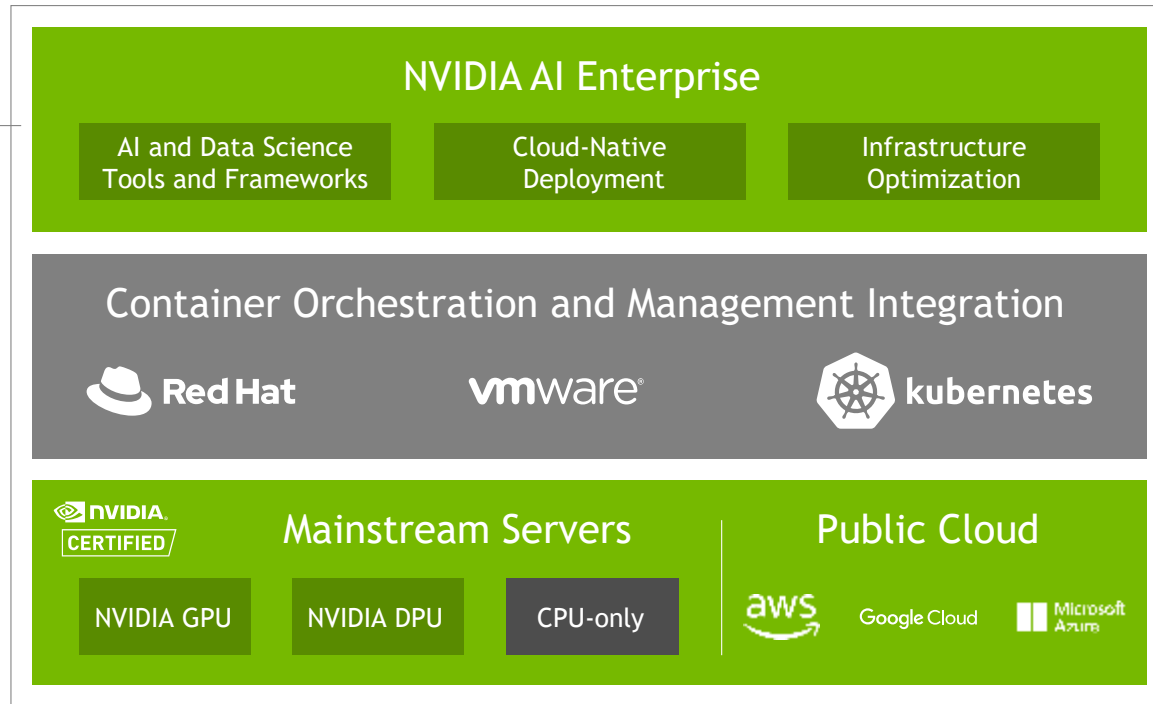 NVIDIA AI Enterprise
AI and Data Science
Tools and Frameworks
Cloud-Native
Deployment
Infrastructure
Optimization
Container Orchestration and Management Integration
Red Hat
vmware®
kubernetes
NVIDIA.
CERTIFIED
Mainstream Servers
NVIDIA GPU
NVIDIA DPU
CPU-only
Public Cloud
aws
Google Cloud
Microsoft
Azure